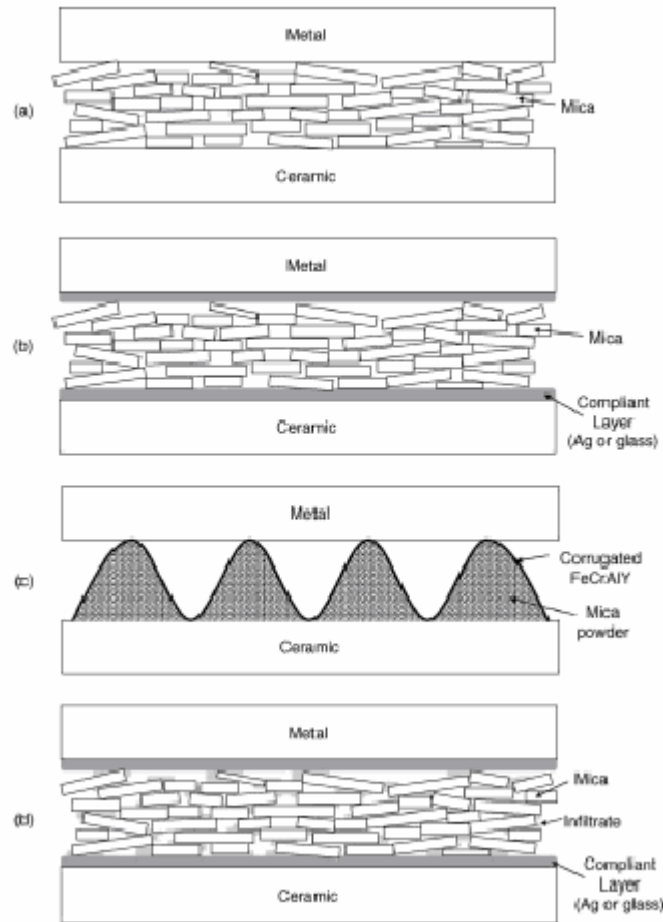 Metal
(a)
Mica
Ceramic
Metal
(b)
Mica
Compliant
Layer
(Ag or glass)
Ceramic
Metal
(c)
Corrugated
FeCrAlY
Mica
powder
Ceramic
Metal
Mica
(d)
Infiltrate
Compliant
Layer
(Ag or glass)
Ceramic